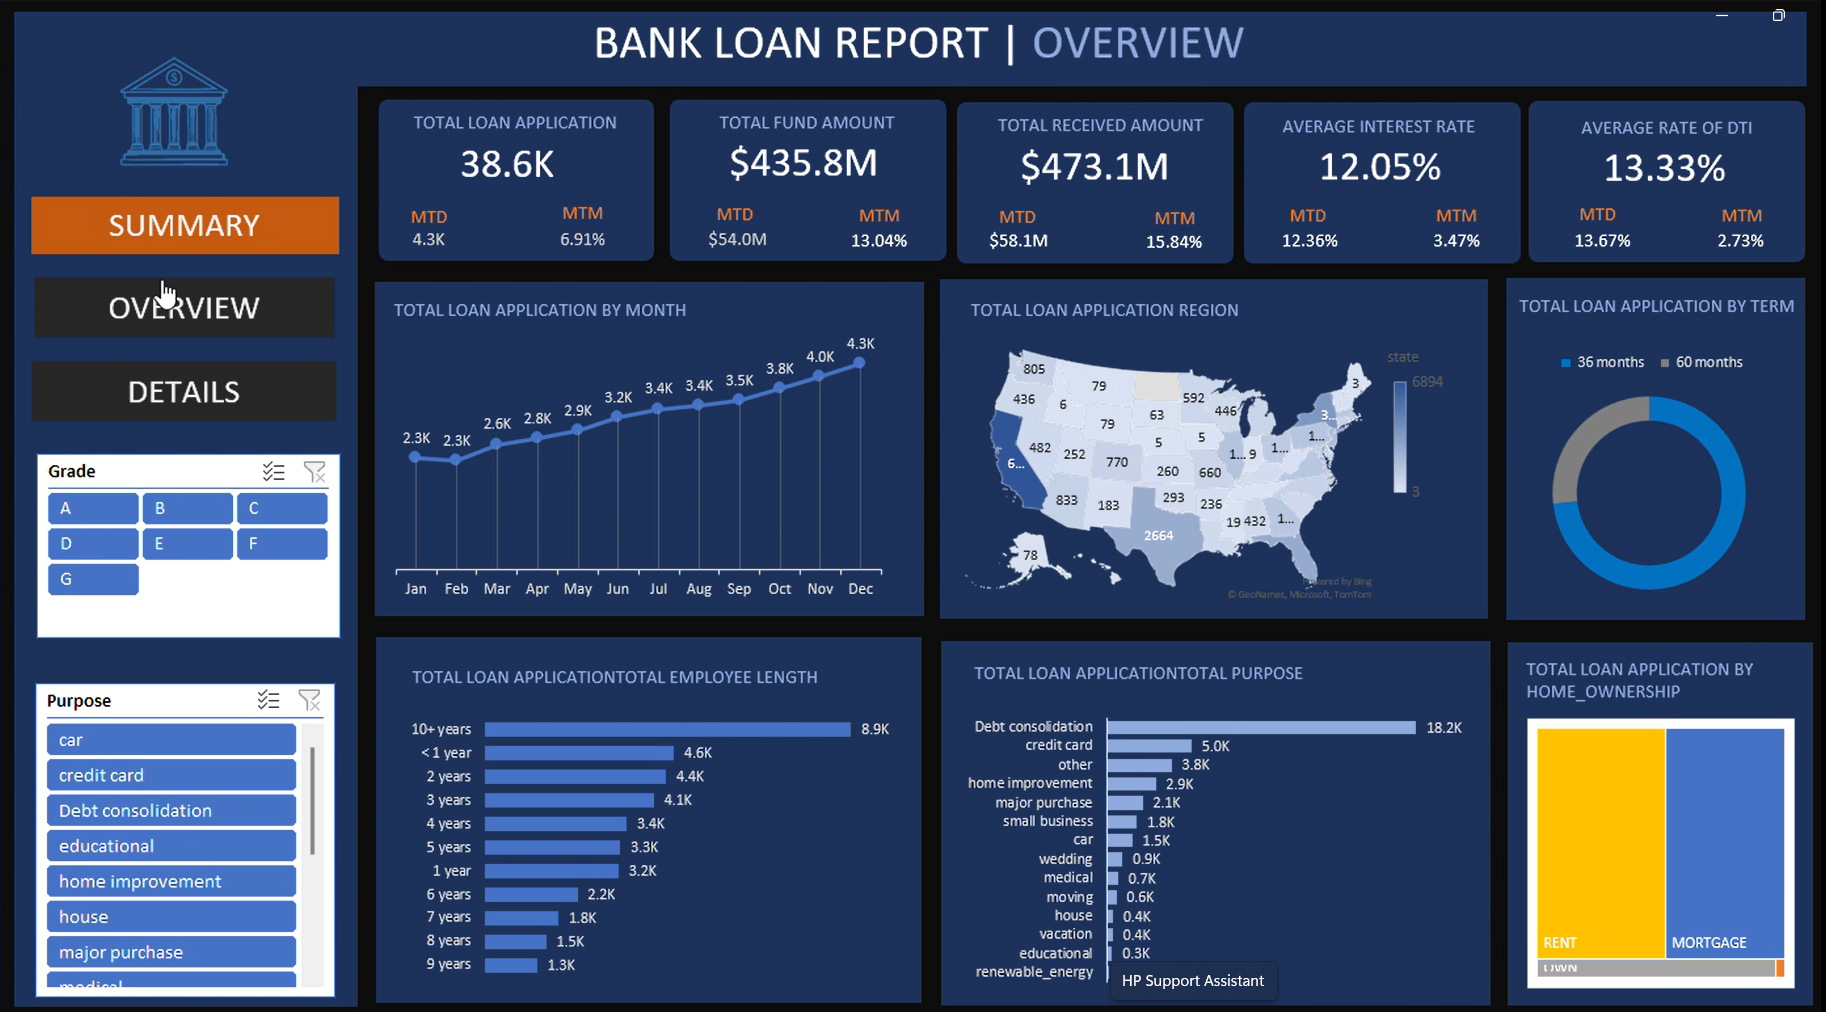 BANK LOAN REPORT | OVERVIEW
SUMMARY
OVERVIEW
DETAILS
Grade
A B C
D E F
G
Purpose
car
credit card
Debt consolidation
educational
home improvement
house
major purchase
medical
TOTAL LOAN APPLICATION
38.6K
MTD MTM
4.3K 6.91%
TOTAL FUND AMOUNT
$435.8M
MTD MTM
$54.0M 13.04%
TOTAL RECEIVED AMOUNT
$473.1M
MTD MTM
$58.1M 15.84%
AVERAGE INTEREST RATE
12.05%
MTD MTM
12.36% 3.47%
AVERAGE RATE OF DTI
13.33%
MTD MTM
13.67% 2.73%
TOTAL LOAN APPLICATION BY MONTH
2.3K 2.3K 2.6K 2.8K 2.9K 3.2K 3.4K 3.4K 3.5K 3.8K 4.0K 4.3K
Jan Feb Mar Apr May Jun Jul Aug Sep Oct Nov Dec
TOTAL LOAN APPLICATION REGION
state
6894
3
805 79 3
436 6 63 592 446 3...
79 5 5 1...
482 252 770 260 660 1... 9 1...
6...
833 183 293 236 19 432 1...
2664
78
Powered by Bing
© GeoNames, Microsoft, TomTom
TOTAL LOAN APPLICATION BY TERM
36 months 60 months
TOTAL LOAN APPLICATIONTOTAL EMPLOYEE LENGTH
10+ years 8.9K
< 1 year 4.6K
2 years 4.4K
3 years 4.1K
4 years 3.4K
5 years 3.3K
1 year 3.2K
6 years 2.2K
7 years 1.8K
8 years 1.5K
9 years 1.3K
TOTAL LOAN APPLICATIONTOTAL PURPOSE
Debt consolidation 18.2K
credit card 5.0K
other 3.8K
home improvement 2.9K
major purchase 2.1K
small business 1.8K
car 1.5K
wedding 0.9K
medical 0.7K
moving 0.6K
house 0.4K
vacation 0.4K
educational 0.3K
renewable_energy
HP Support Assistant
TOTAL LOAN APPLICATION BY
HOME_OWNERSHIP
RENT MORTGAGE
OWN